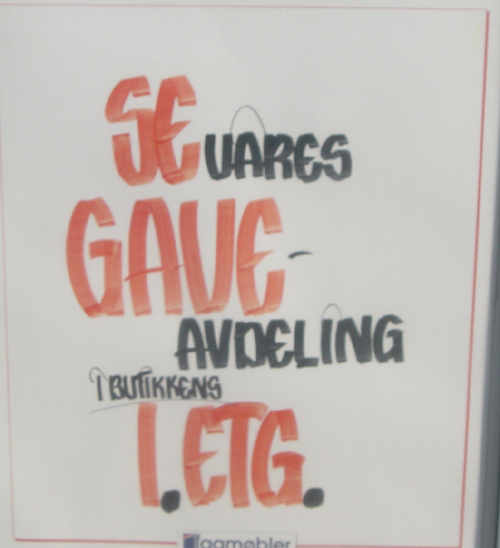 SE VARES
GAVE-
AVDELING
I BUTIKKENS
1. ETG.